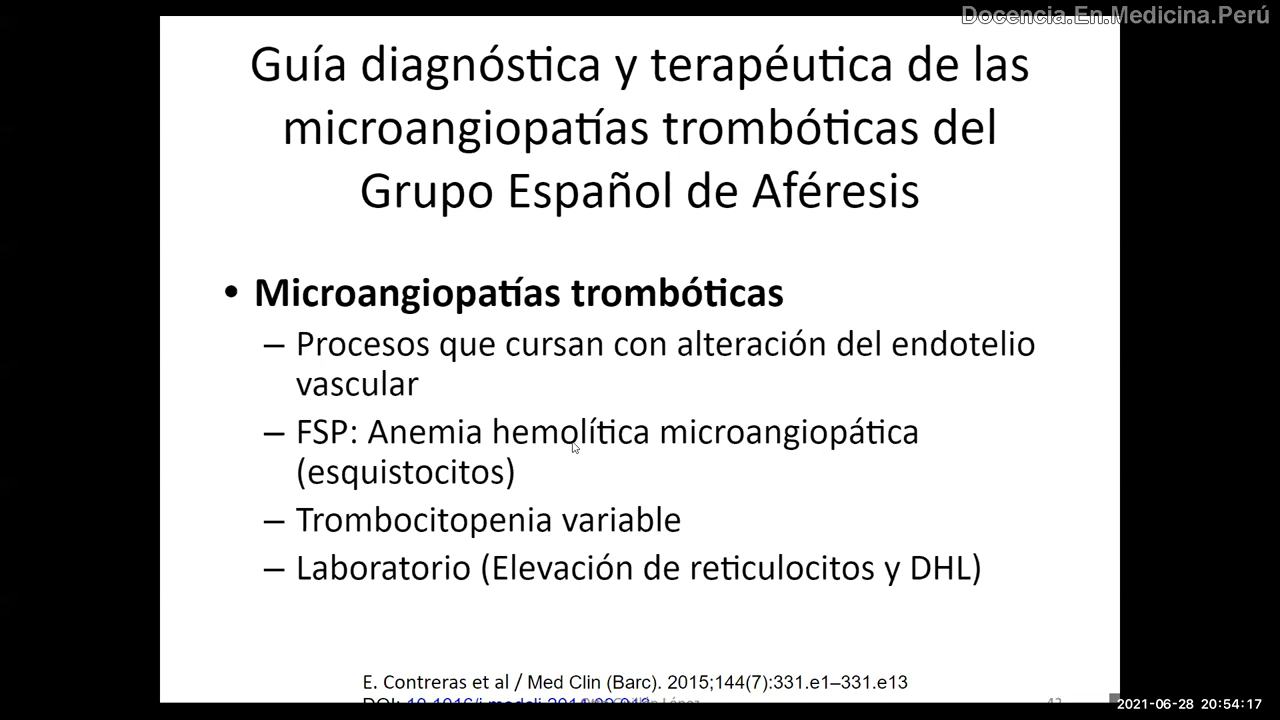 Docencia.En.Medicina.Perú
Guía diagnóstica y terapéutica de las
microangiopatías trombóticas del
Grupo Español de Aféresis
• Microangiopatías trombóticas
– Procesos que cursan con alteración del endotelio
vascular
– FSP: Anemia hemolítica microangiopática
(esquistocitos)
– Trombocitopenia variable
– Laboratorio (Elevación de reticulocitos y DHL)
E. Contreras et al / Med Clin (Barc). 2015;144(7):331.e1–331.e13
DOI:
2021-06-28 20:54:17